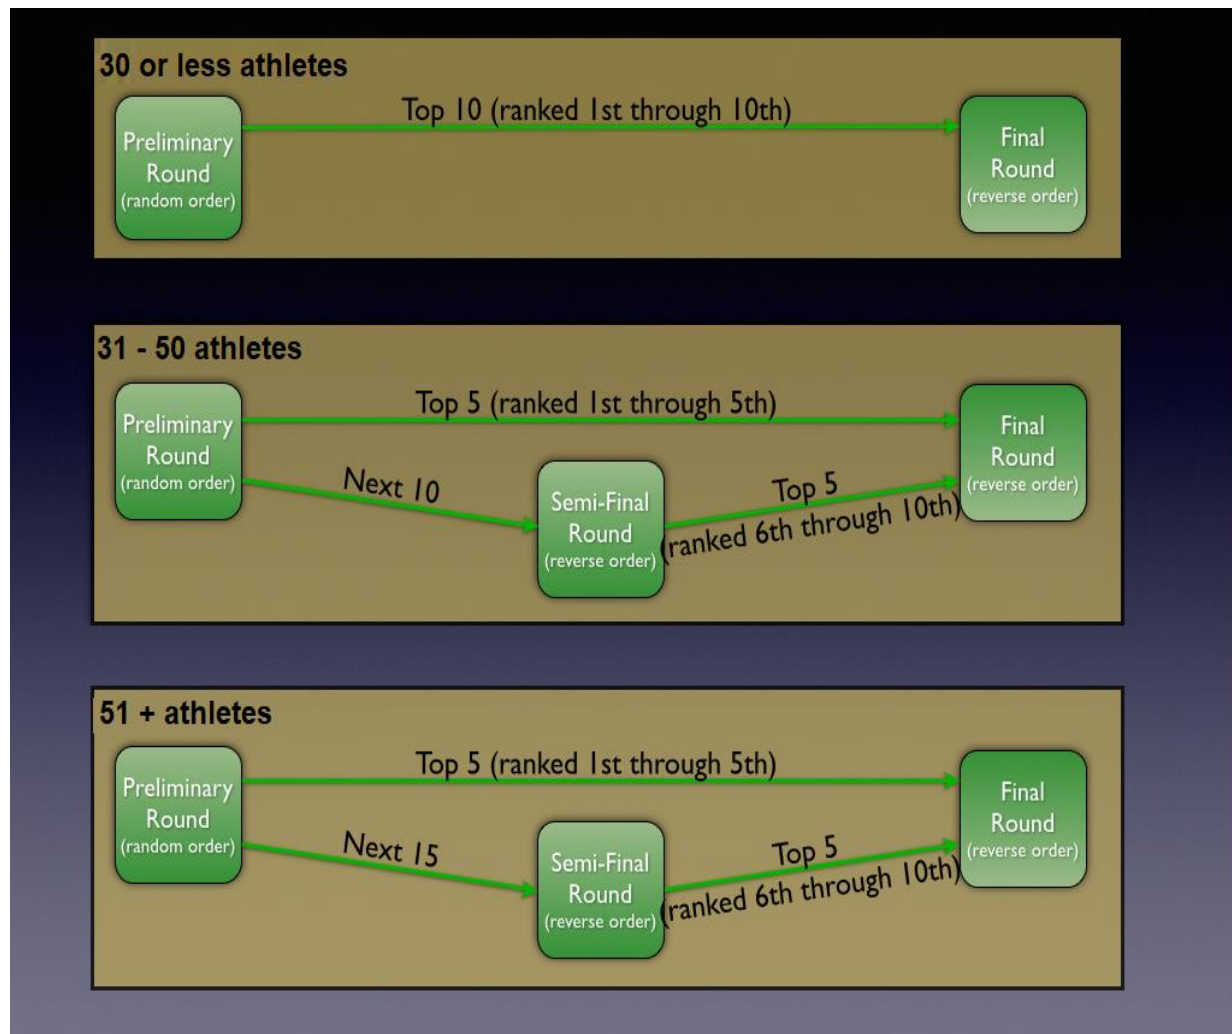 30 or less athletes
Top 10 (ranked 1st through 10th)
Preliminary
Round
(random order)
Final
Round
(reverse order)
31 - 50 athletes
Top 5 (ranked 1st through 5th)
Preliminary
Round
(random order)
Next 10
Semi-Final
Round
(reverse order)
Top 5
(ranked 6th through 10th)
Final
Round
(reverse order)
51 + athletes
Top 5 (ranked 1st through 5th)
Preliminary
Round
(random order)
Next 15
Semi-Final
Round
(reverse order)
Top 5
(ranked 6th through 10th)
Final
Round
(reverse order)